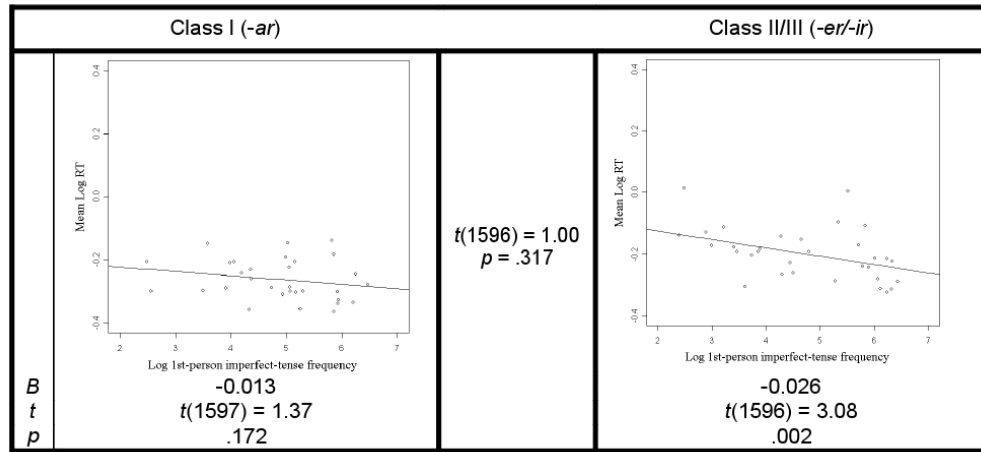 Class I (-ar)
Class II/III (-er/-ir)
Mean Log RT
0.4
0.2
0.0
-0.2
-0.4
2 3 4 5 6 7
Log 1st-person imperfect-tense frequency
t(1596) = 1.00
p = .317
Mean Log RT
0.4
0.2
0.0
-0.2
-0.4
2 3 4 5 6 7
Log 1st-person imperfect-tense frequency
B -0.013 -0.026
t t(1597) = 1.37 t(1596) = 3.08
p .172 .002